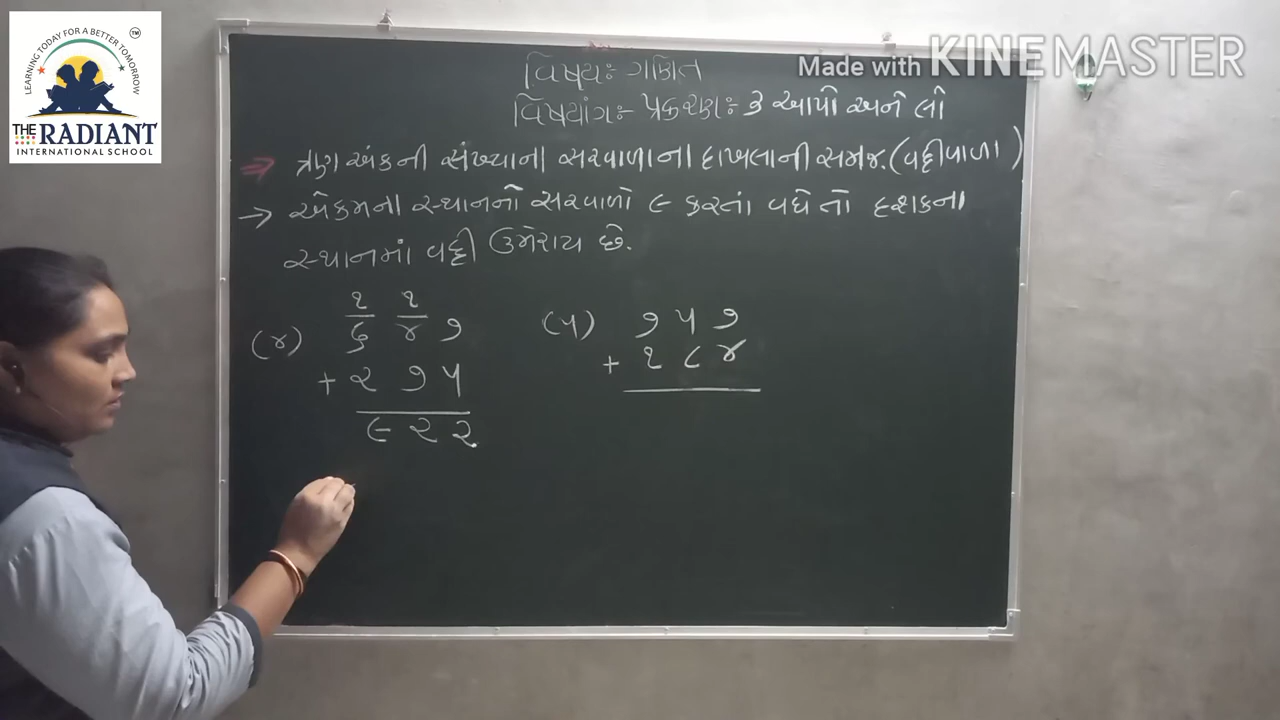 LEARNING TODAY FOR A BETTER TOMORROW
TM
THE RADIANT
INTERNATIONAL SCHOOL
Made with KINEMASTER
વિષય:- ગણિત
વિષયાંગ:- પ્રકરણ:- ૩ આપો અને લો
⇒ ત્રણ અંકની સંખ્યાના સરવાળાના દાખલાની સમજ. (વદ્દીવાળા)
→ એકમના સ્થાનનો સરવાળો ૯ કરતાં વધે તો દશકના
સ્થાનમાં વદ્દી ઉમેરાય છે.
૧ ૧
(૪) ૬ ૪ ૭
+ ૨ ૭ ૫
૯ ૨ ૨
(૫) ૭ ૫ ૭
+ ૧ ૮ ૪